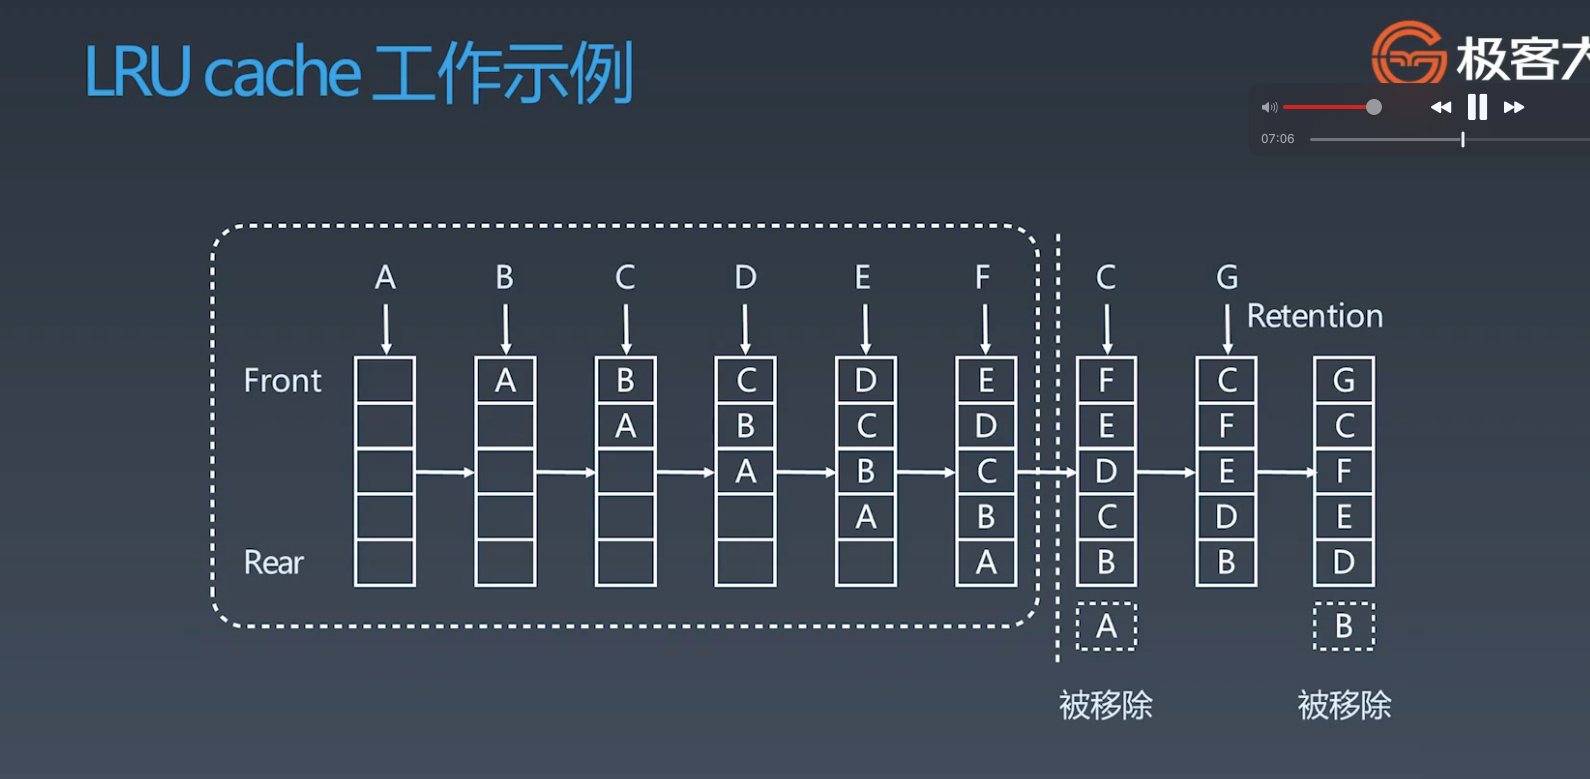 LRU cache 工作示例
极客大
07:06
A B C D E F C G
Retention
Front A B C D E F C G
A B C D E F C
A B C D E F
A B C D E
Rear A B B D
A B
被移除 被移除